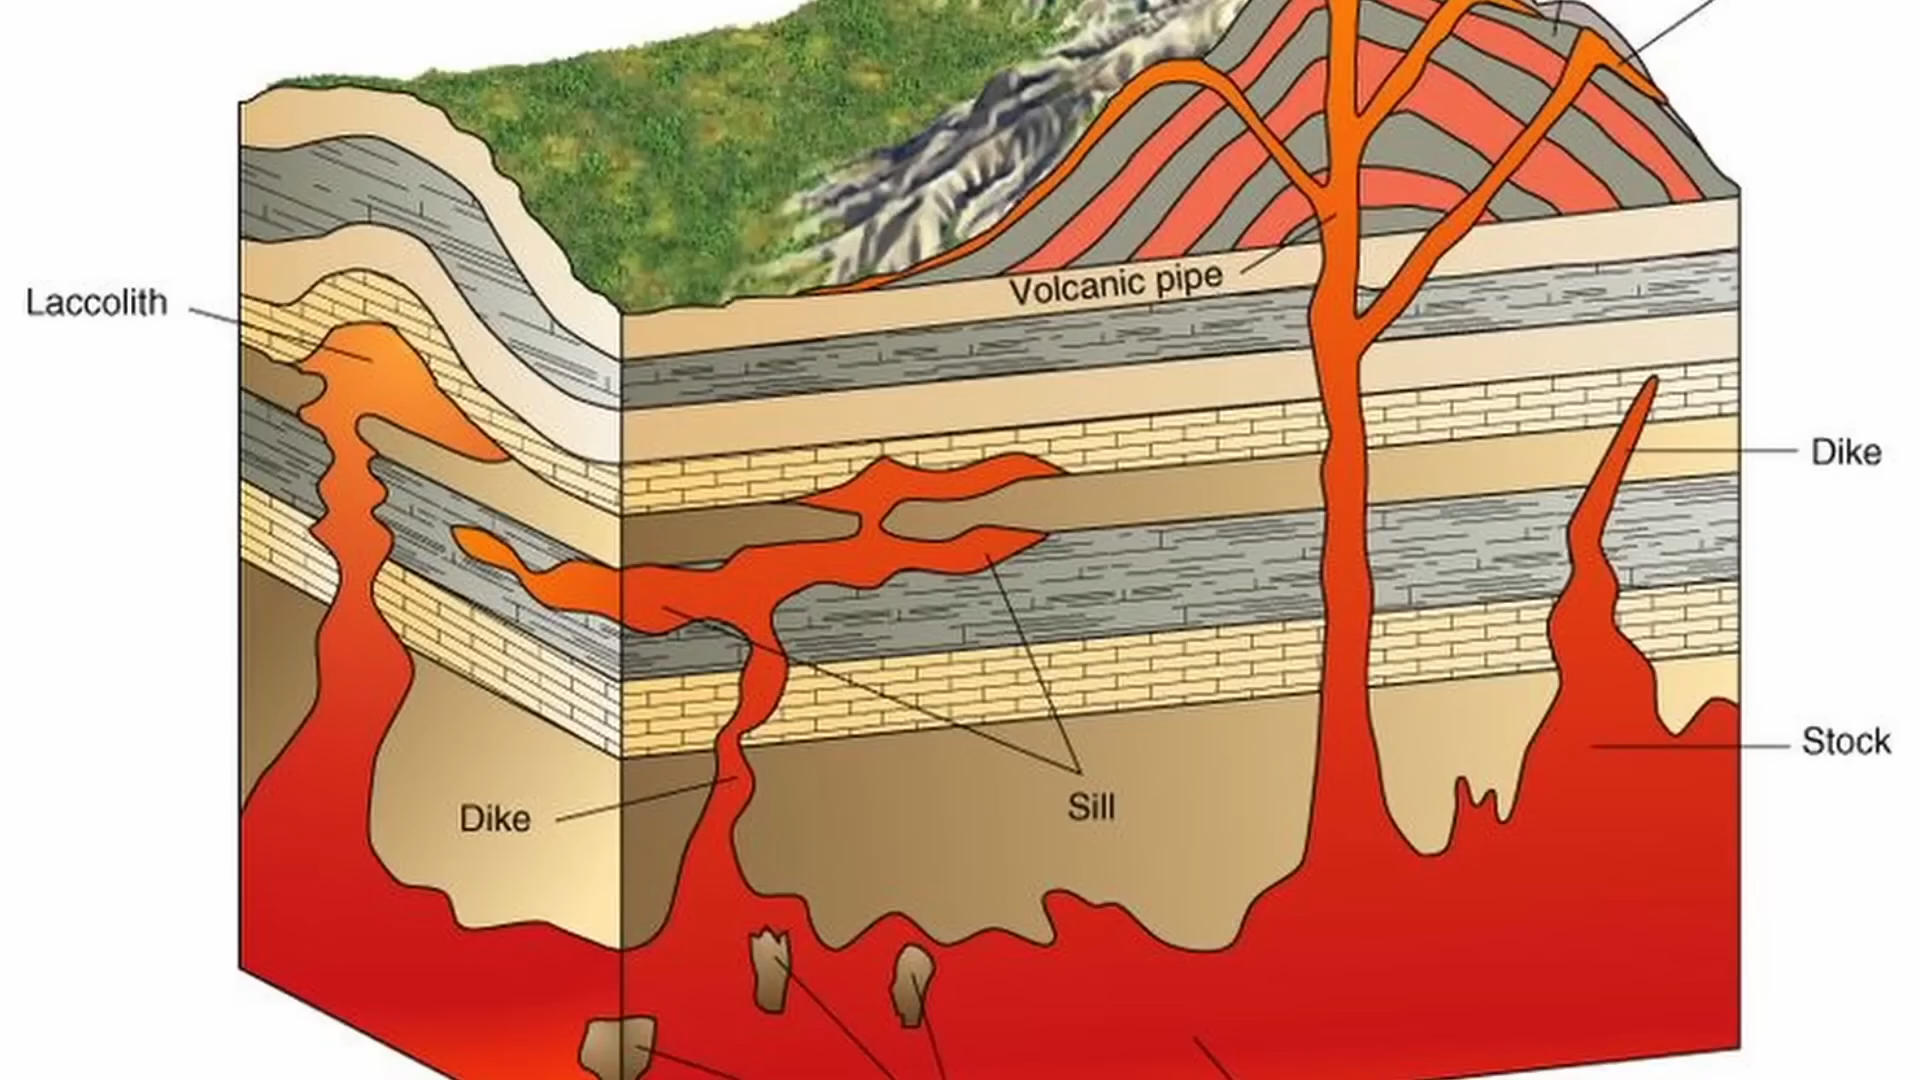 Volcanic pipe
Laccolith
Dike
Stock
Sill
Dike